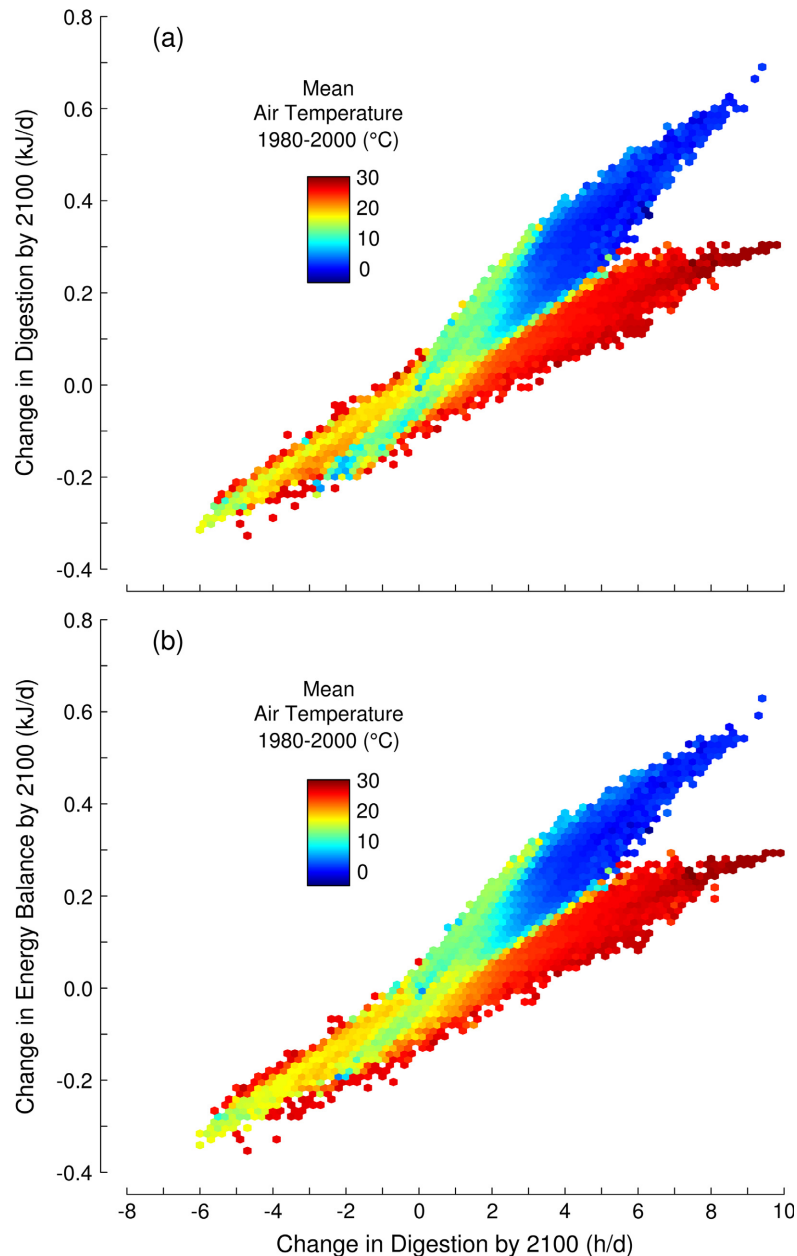 (a)
Mean
Air Temperature
1980-2000 (°C)
30
20
10
0
0.8
0.6
0.4
0.2
0.0
-0.2
-0.4
Change in Digestion by 2100 (kJ/d)
(b)
Mean
Air Temperature
1980-2000 (°C)
30
20
10
0
0.8
0.6
0.4
0.2
0.0
-0.2
-0.4
Change in Energy Balance by 2100 (kJ/d)
-8 -6 -4 -2 0 2 4 6 8 10
Change in Digestion by 2100 (h/d)